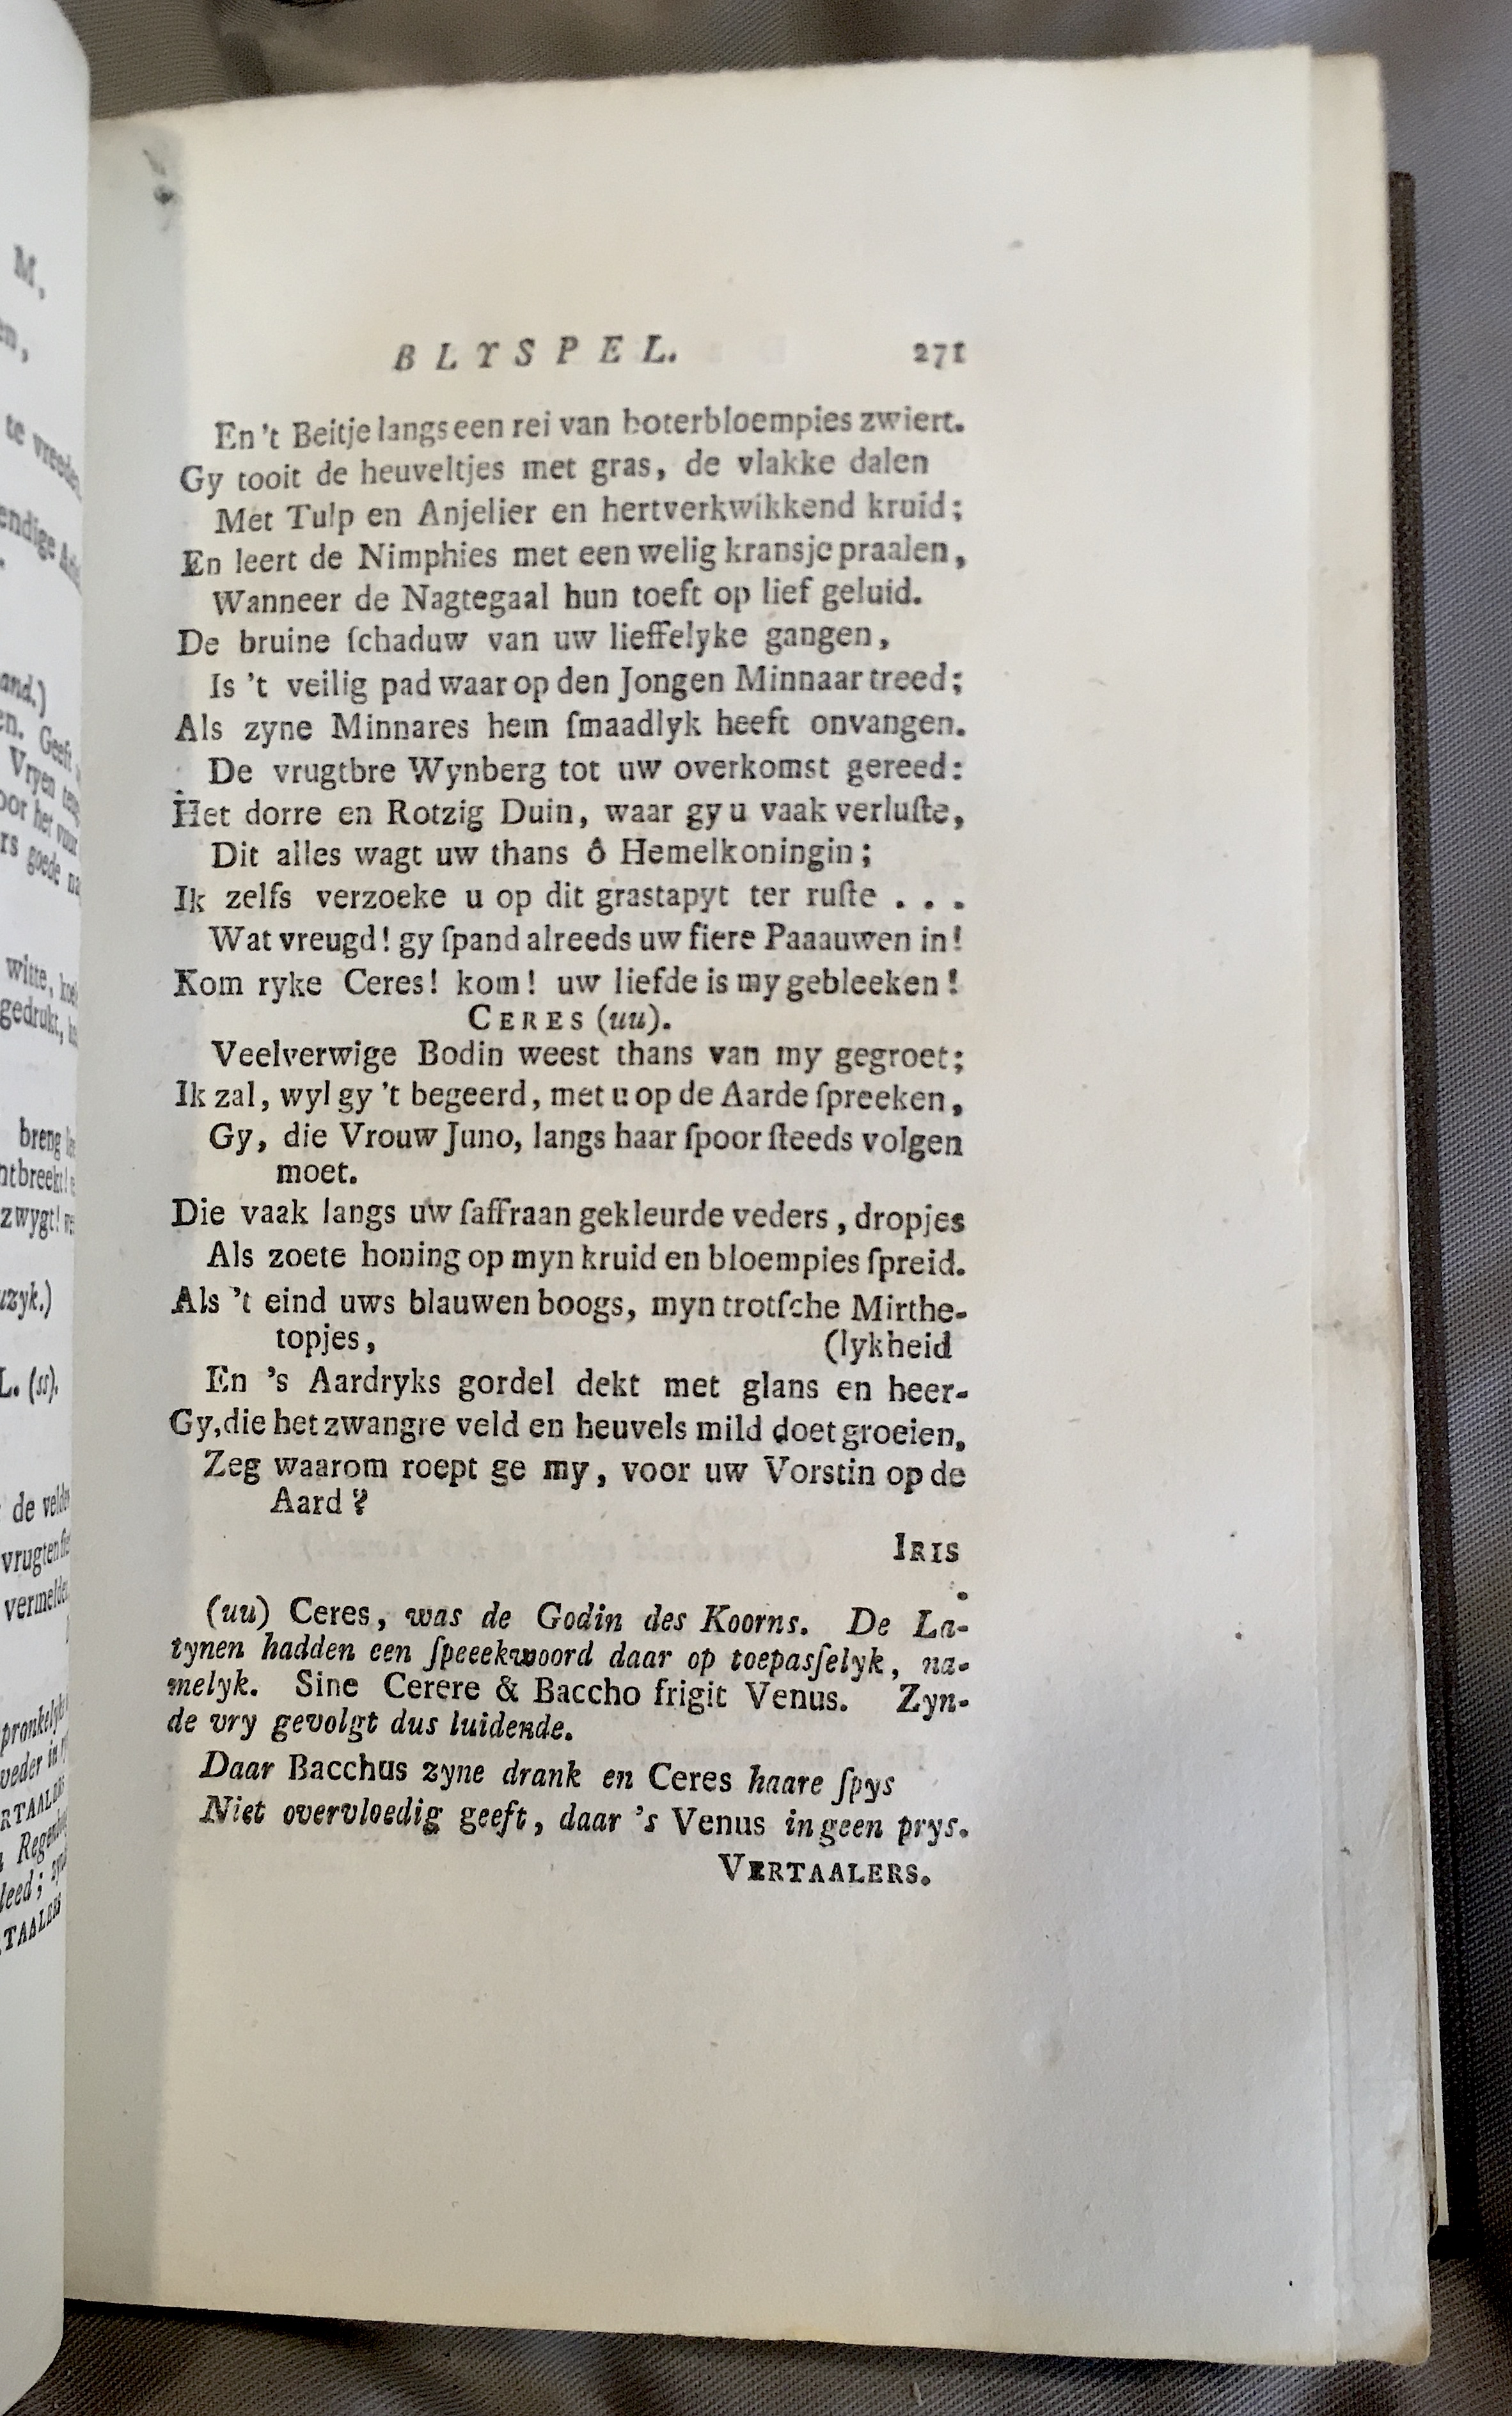 BLYSPEL. 271
En 't Beitje langs een rei van boterbloempies zwiert.
Gy tooit de heuveltjes met gras, de vlakke dalen
Met Tulp en Anjelier en hertverkwikkend kruid;
En leert de Nimphies met een welig kransje praalen,
Wanneer de Nagtegaal hun toeft op lief geluid.
De bruine ſchaduw van uw lieffelyke gangen,
Is 't veilig pad waar op den Jongen Minnaar treed;
Als zyne Minnares hem ſmaadlyk heeft onvangen.
De vrugtbre Wynberg tot uw overkomst gereed:
Het dorre en Rotzig Duin, waar gy u vaak verluſte,
Dit alles wagt uw thans ô Hemelkoningin;
Ik zelfs verzoeke u op dit grastapyt ter ruſte . . .
Wat vreugd! gy ſpand alreeds uw fiere Paaauwen in!
Kom ryke Ceres! kom! uw liefde is my gebleeken!
CERES (uu).
Veelverwige Bodin weest thans van my gegroet;
Ik zal, wyl gy 't begeerd, met u op de Aarde ſpreeken,
Gy, die Vrouw Juno, langs haar ſpoor ſteeds volgen
moet.
Die vaak langs uw ſaffraan gekleurde veders, dropjes
Als zoete honing op myn kruid en bloempies ſpreid.
Als 't eind uws blauwen boogs, myn trotſche Mirthe-
topjes, (lykheid
En 's Aardryks gordel dekt met glans en heer-
Gy, die het zwangre veld en heuvels mild doet groeien,
Zeg waarom roept ge my, voor uw Vorstin op de
Aard?
IRIS
(uu) Ceres, was de Godin des Koorns. De La-
tynen hadden een ſpeeekwoord daar op toepasſelyk, na-
melyk. Sine Cerere & Baccho frigit Venus. Zyn-
de vry gevolgt dus luidende.
Daar Bacchus zyne drank en Ceres haare ſpys
Niet overvloedig geeft, daar 's Venus in geen prys.
VERTAALERS.